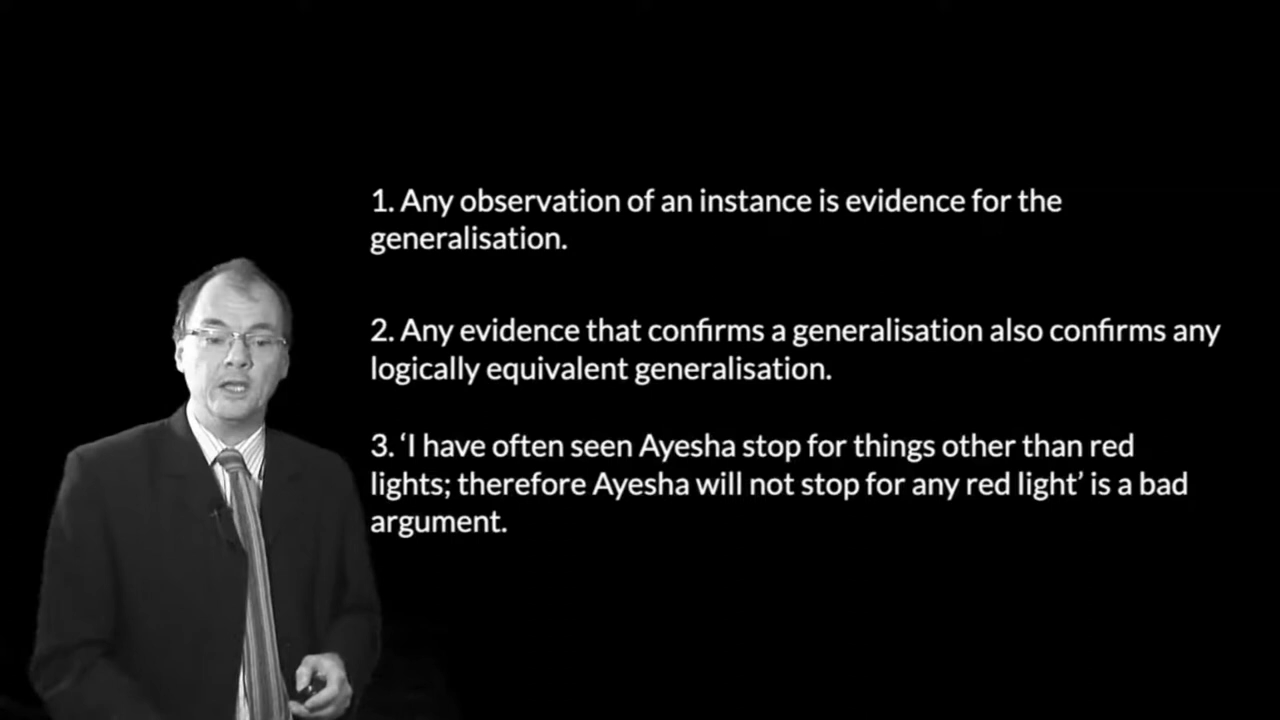 1. Any observation of an instance is evidence for the
generalisation.
2. Any evidence that confirms a generalisation also confirms any
logically equivalent generalisation.
3. ‘I have often seen Ayesha stop for things other than red
lights; therefore Ayesha will not stop for any red light’ is a bad
argument.